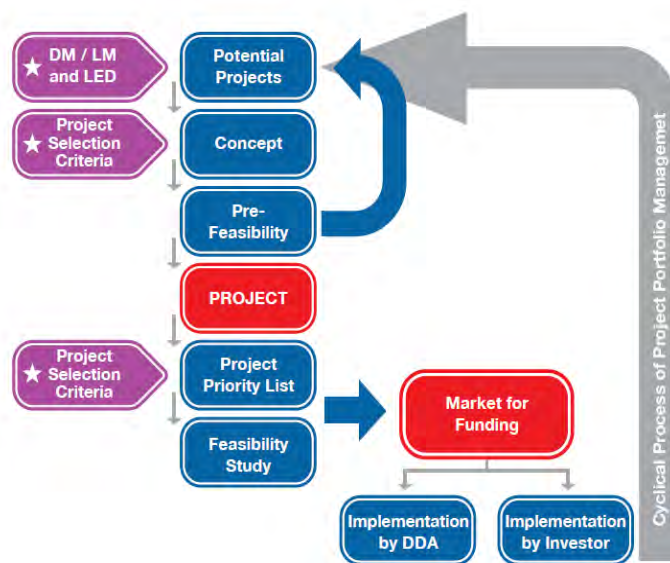 DM / LM
and LED
Potential
Projects
Project
Selection
Criteria
Concept
Pre-
Feasibility
PROJECT
Project
Selection
Criteria
Project
Priority List
Feasibility
Study
Market for
Funding
Implementation
by DDA
Implementation
by Investor
Cyclical Process of Project Portfolio Managemet